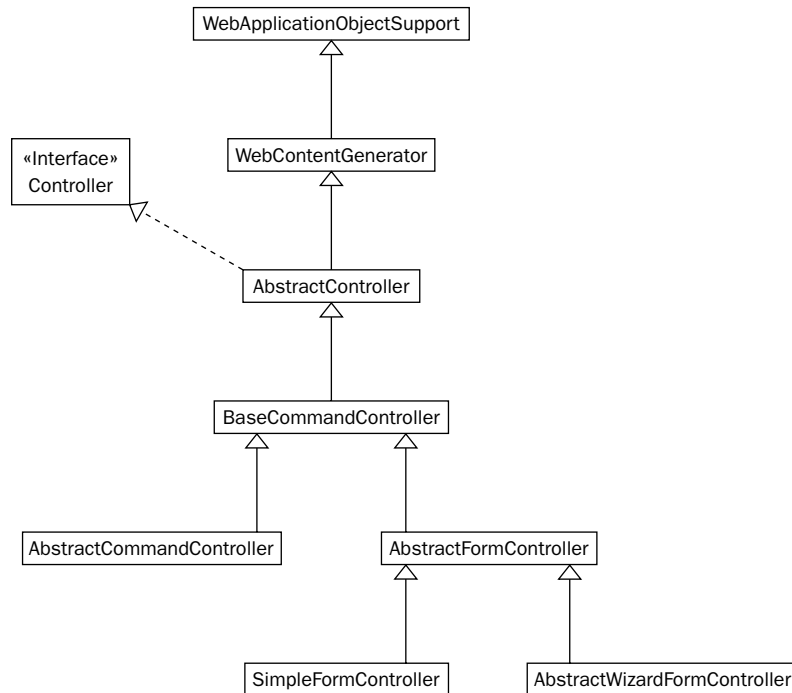 WebApplicationObjectSupport
WebContentGenerator
«Interface»
Controller
AbstractController
BaseCommandController
AbstractCommandController
AbstractFormController
SimpleFormController
AbstractWizardFormController